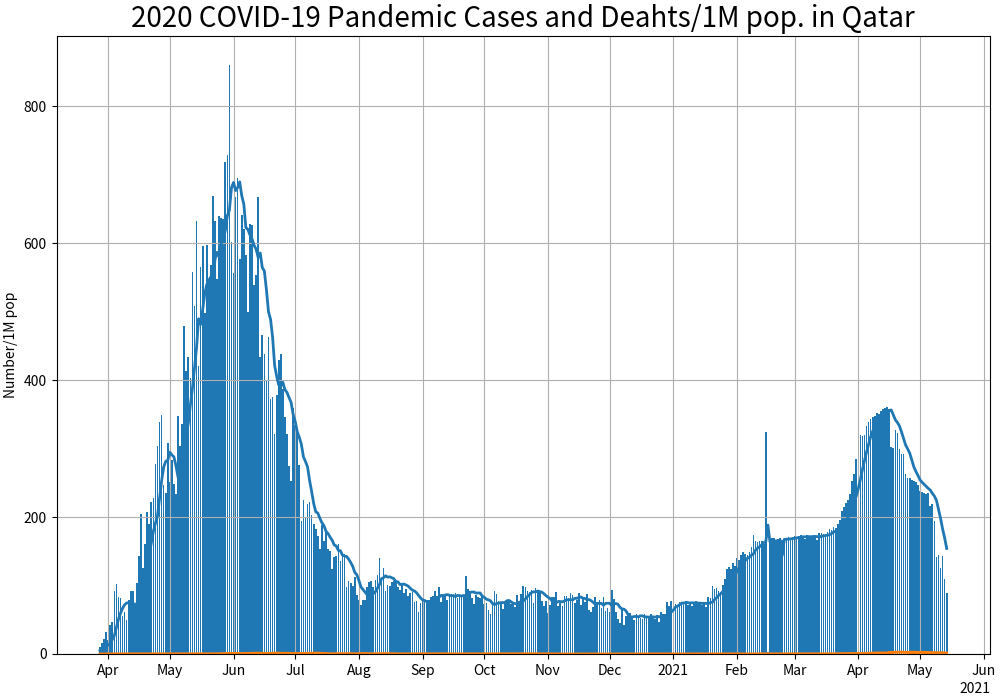 2020 COVID-19 Pandemic Cases and Deahts/1M pop. in Qatar
Number/1M pop
800
600
400
200
0
Apr May Jun Jul Aug Sep Oct Nov Dec 2021 Feb Mar Apr May Jun
2021